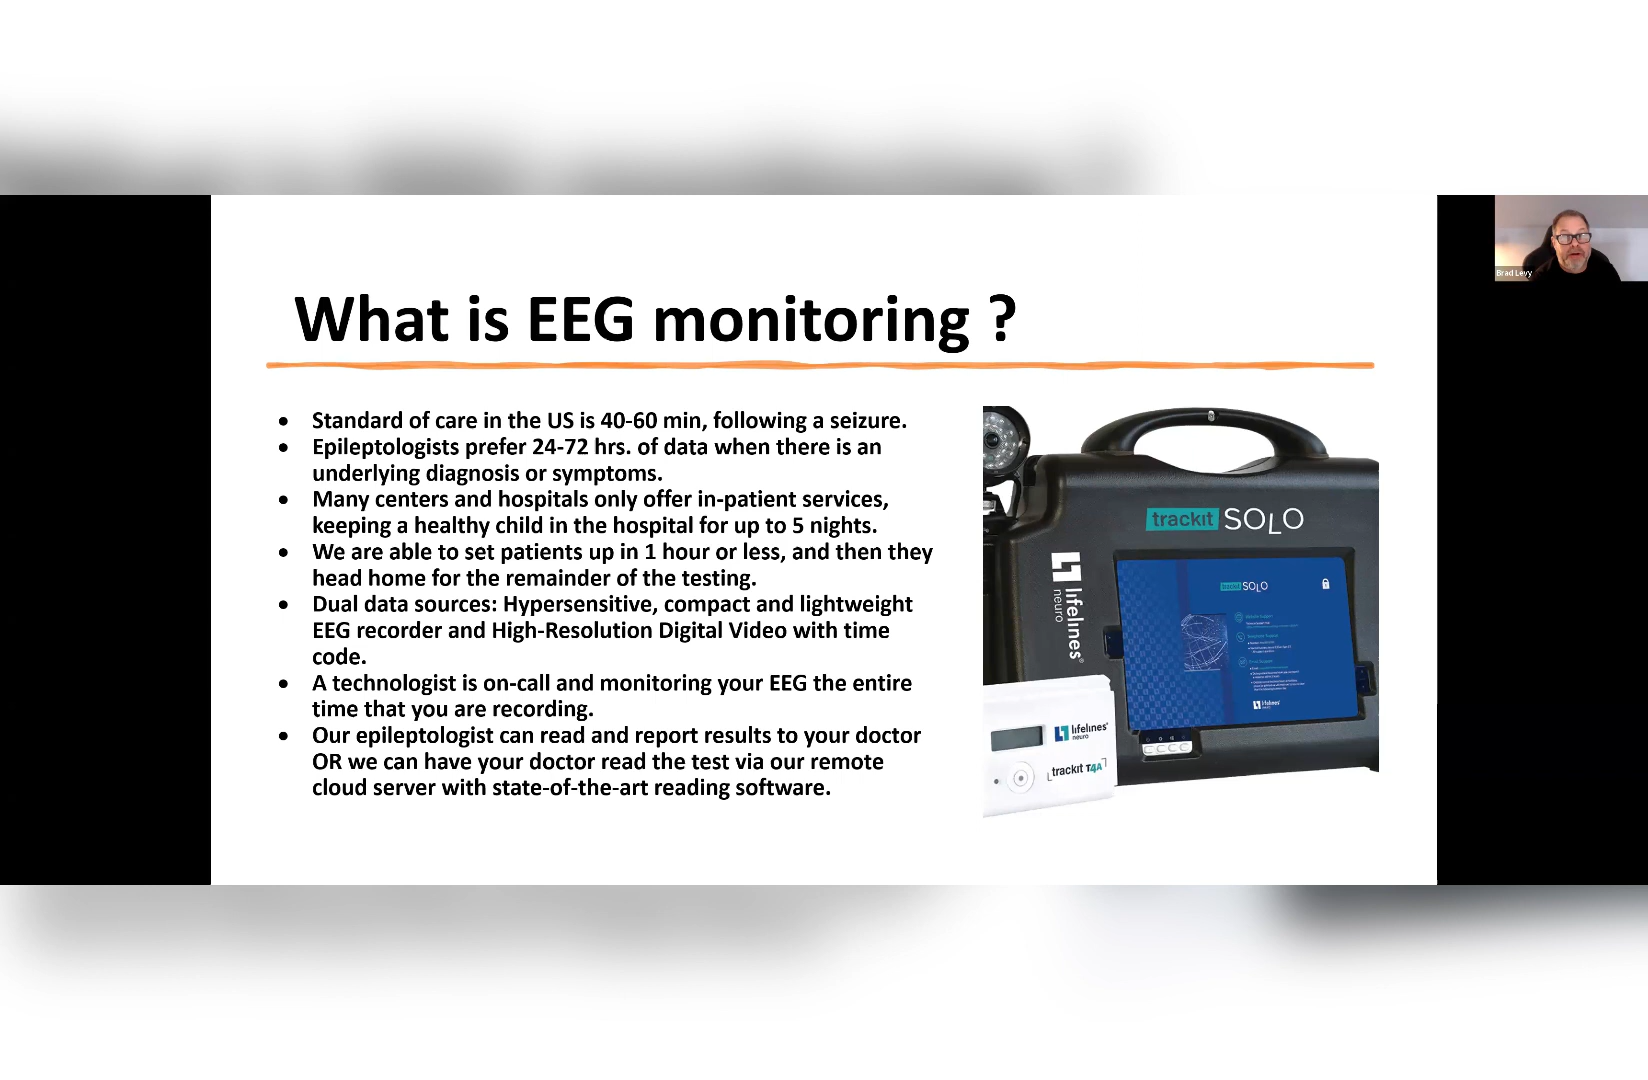 Brad Levy
What is EEG monitoring ?
• Standard of care in the US is 40-60 min, following a seizure.
• Epileptologists prefer 24-72 hrs. of data when there is an
underlying diagnosis or symptoms.
• Many centers and hospitals only offer in-patient services,
keeping a healthy child in the hospital for up to 5 nights.
• We are able to set patients up in 1 hour or less, and then they
head home for the remainder of the testing.
• Dual data sources: Hypersensitive, compact and lightweight
EEG recorder and High-Resolution Digital Video with time
code.
• A technologist is on-call and monitoring your EEG the entire
time that you are recording.
• Our epileptologist can read and report results to your doctor
OR we can have your doctor read the test via our remote
cloud server with state-of-the-art reading software.
trackit SOLO
lifelines®
neuro
trackit SOLO
lifelines
neuro
lifelines®
neuro
trackit T4A